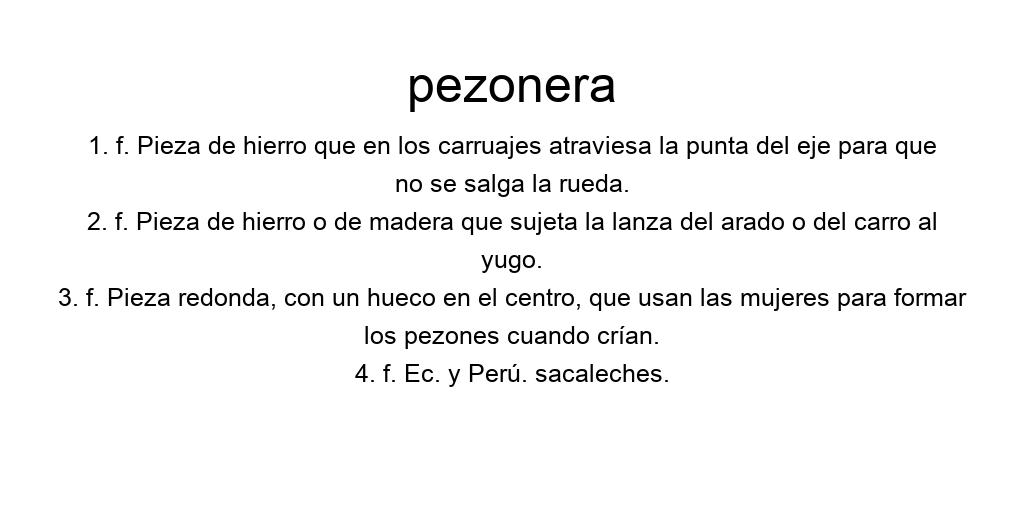 pezonera
1. f. Pieza de hierro que en los carruajes atraviesa la punta del eje para que
no se salga la rueda.
2. f. Pieza de hierro o de madera que sujeta la lanza del arado o del carro al
yugo.
3. f. Pieza redonda, con un hueco en el centro, que usan las mujeres para formar
los pezones cuando crían.
4. f. Ec. y Perú. sacaleches.